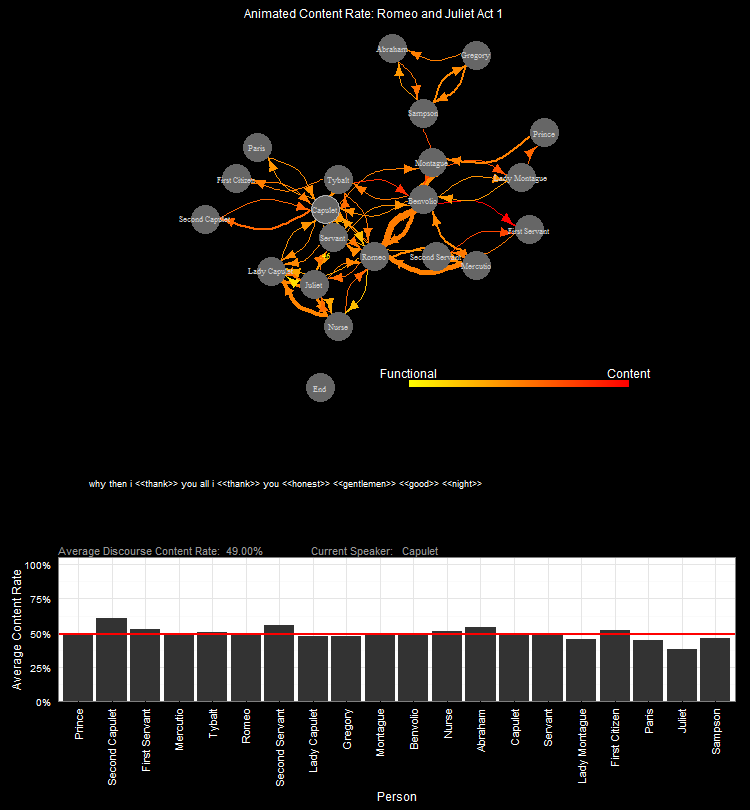 Animated Content Rate: Romeo and Juliet Act 1
Abraham
Gregory
Sampson
Prince
Paris
Montague
First Citizen
Tybalt
Lady Montague
Benvolio
Second Capulet
Capulet
First Servant
Servant
Romeo
Second Servant
Mercutio
Lady Capulet
Juliet
Nurse
Functional
Content
End
why then i <<thank>> you all i <<thank>> you <<honest>> <<gentlemen>> <<good>> <<night>>
Average Discourse Content Rate: 49.00% Current Speaker: Capulet
100%
75%
50%
25%
0%
Average Content Rate
Prince
Second Capulet
First Servant
Mercutio
Tybalt
Romeo
Second Servant
Lady Capulet
Gregory
Montague
Benvolio
Nurse
Abraham
Capulet
Servant
Lady Montague
First Citizen
Paris
Juliet
Sampson
Person